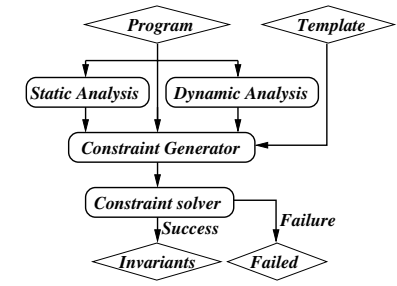 Program
Template
Static Analysis
Dynamic Analysis
Constraint Generator
Constraint solver
Success
Failure
Invariants
Failed